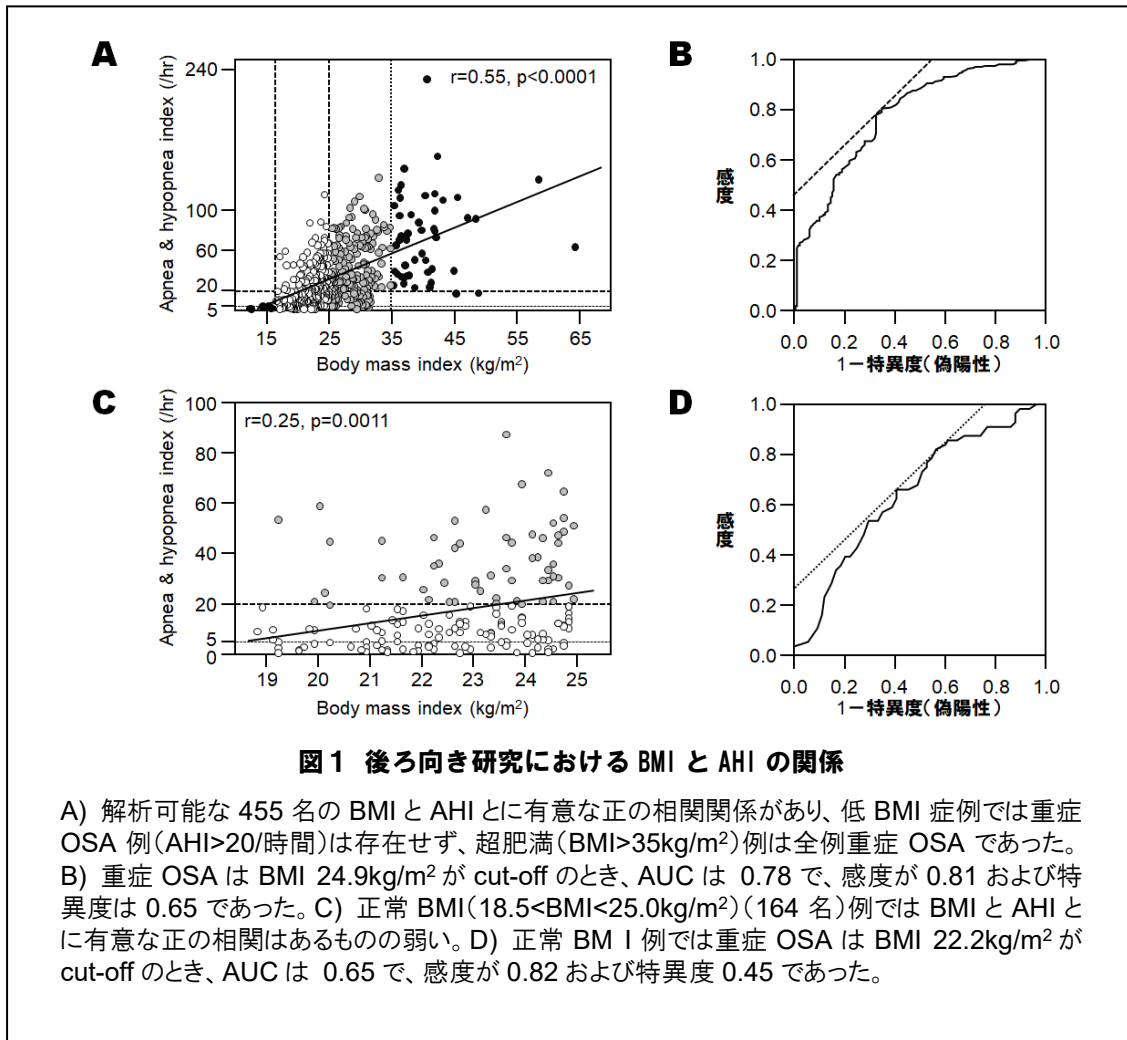 A
240
100
60
20
5
r=0.55, p<0.0001
Apnea & hypopnea index (/hr)
15 25 35 45 55 65
Body mass index (kg/m²)
B
1.0
0.8
0.6
0.4
0.2
0.0
感度
0.0 0.2 0.4 0.6 0.8 1.0
1－特異度(偽陽性)
C
100
80
60
40
20
5
0
r=0.25, p=0.0011
Apnea & hypopnea index (/hr)
19 20 21 22 23 24 25
Body mass index (kg/m²)
D
1.0
0.8
0.6
0.4
0.2
0.0
感度
0.0 0.2 0.4 0.6 0.8 1.0
1－特異度(偽陽性)
図1 後ろ向き研究における BMI と AHI の関係
A) 解析可能な 455 名の BMI と AHI とに有意な正の相関関係があり、低 BMI 症例では重症
OSA 例(AHI>20/時間)は存在せず、超肥満(BMI>35kg/m²)例は全例重症 OSA であった。
B) 重症 OSA は BMI 24.9kg/m² が cut-off のとき、AUC は 0.78 で、感度が 0.81 および特
異度は 0.65 であった。C) 正常 BMI(18.5<BMI<25.0kg/m²)(164 名)例では BMI と AHI と
に有意な正の相関はあるものの弱い。D) 正常 BM I 例では重症 OSA は BMI 22.2kg/m² が
cut-off のとき、AUC は 0.65 で、感度が 0.82 および特異度 0.45 であった。